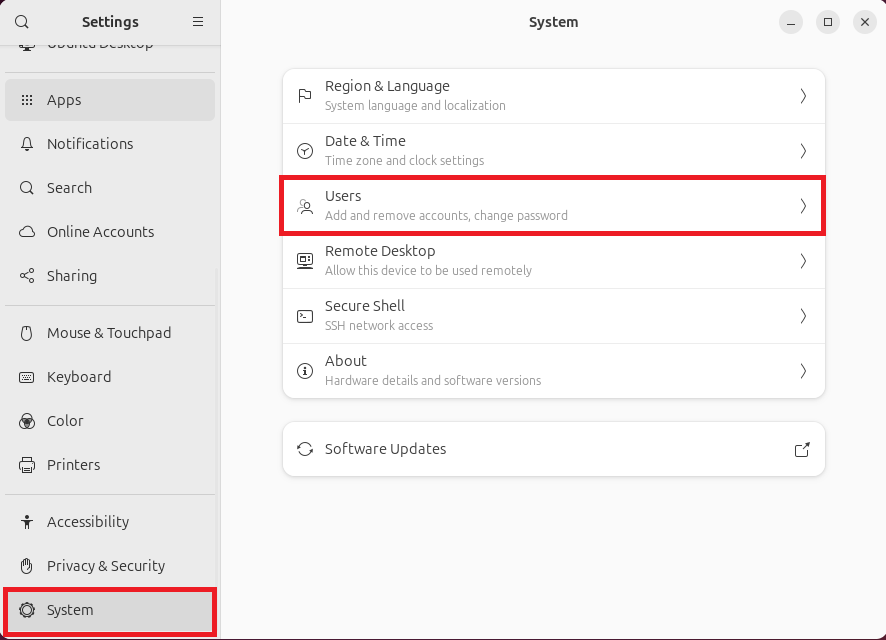 Settings
System
Ubuntu Desktop
Apps
Notifications
Search
Online Accounts
Sharing
Mouse & Touchpad
Keyboard
Color
Printers
Accessibility
Privacy & Security
System
Region & Language
System language and localization
Date & Time
Time zone and clock settings
Users
Add and remove accounts, change password
Remote Desktop
Allow this device to be used remotely
Secure Shell
SSH network access
About
Hardware details and software versions
Software Updates